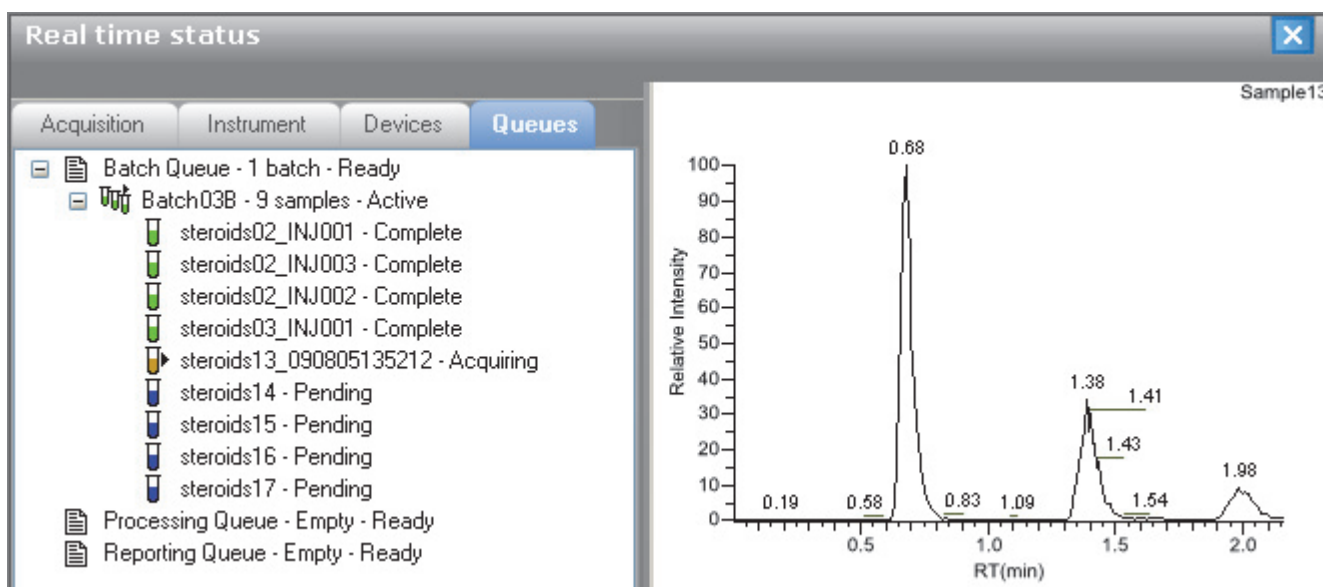 Real time status
Acquisition Instrument Devices Queues
Batch Queue - 1 batch - Ready
Batch03B - 9 samples - Active
steroids02_INJ001 - Complete
steroids02_INJ003 - Complete
steroids02_INJ002 - Complete
steroids03_INJ001 - Complete
steroids13_090805135212 - Acquiring
steroids14 - Pending
steroids15 - Pending
steroids16 - Pending
steroids17 - Pending
Processing Queue - Empty - Ready
Reporting Queue - Empty - Ready
Sample13
0.68
100
90
80
70
60
50
40
30
20
10
0
Relative Intensity
1.38
1.41
1.43
1.98
0.19
0.58
0.83
1.09
1.54
0.5 1.0 1.5 2.0
RT(min)